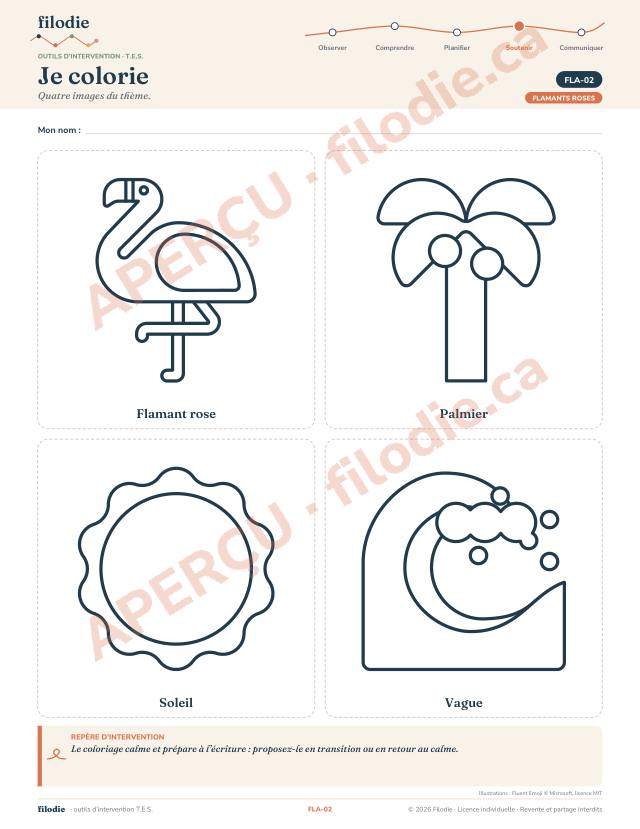 filodie
OUTILS D'INTERVENTION · T.E.S.
Je colorie
Quatre images du thème.
Observer
Comprendre
Planifier
Soutenir
Communiquer
FLA-02
FLAMANTS ROSES
Mon nom :
APERÇU · filodie.ca
Flamant rose
Palmier
APERÇU · filodie.ca
Soleil
Vague
REPÈRE D'INTERVENTION
Le coloriage calme et prépare à l'écriture : proposez-le en transition ou en retour au calme.
Illustrations : Fluent Emoji © Microsoft, licence MIT
filodie · outils d'intervention T.E.S.
FLA-02
© 2026 Filodie · Licence individuelle · Revente et partage interdits